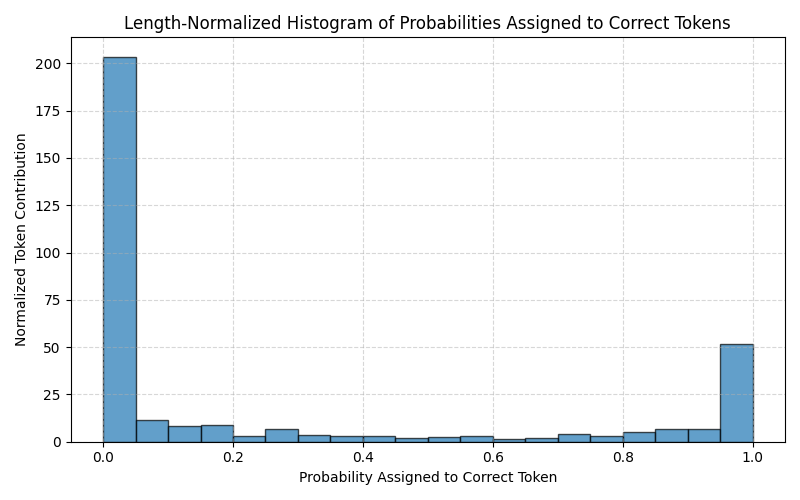 Length-Normalized Histogram of Probabilities Assigned to Correct Tokens
Normalized Token Contribution
200
175
150
125
100
75
50
25
0
0.0 0.2 0.4 0.6 0.8 1.0
Probability Assigned to Correct Token